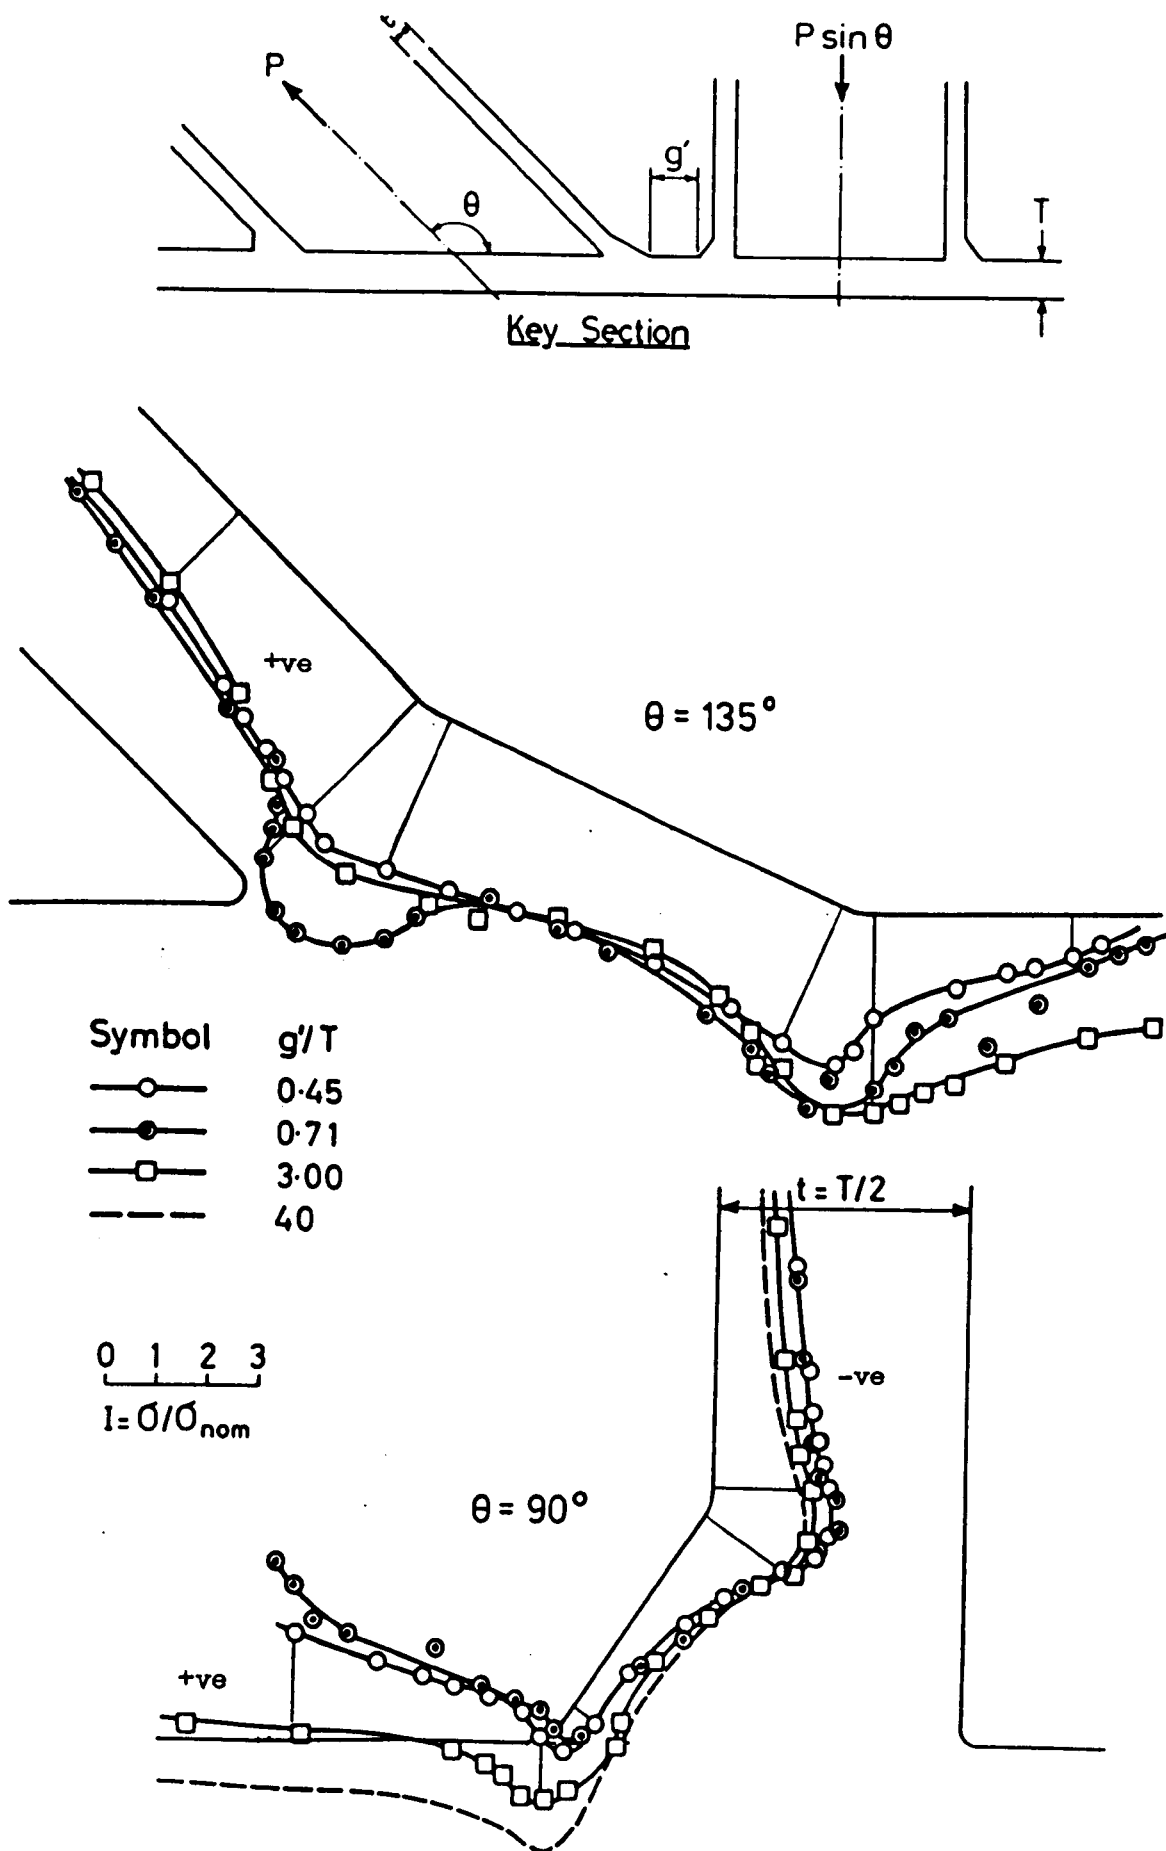 t
P
P sin θ
g'
θ
T
Key Section
+ve
θ = 135°
Symbol g'/T
0·45
0·71
3·00
40
t = T/2
0 1 2 3
I = σ/σnom
-ve
θ = 90°
+ve